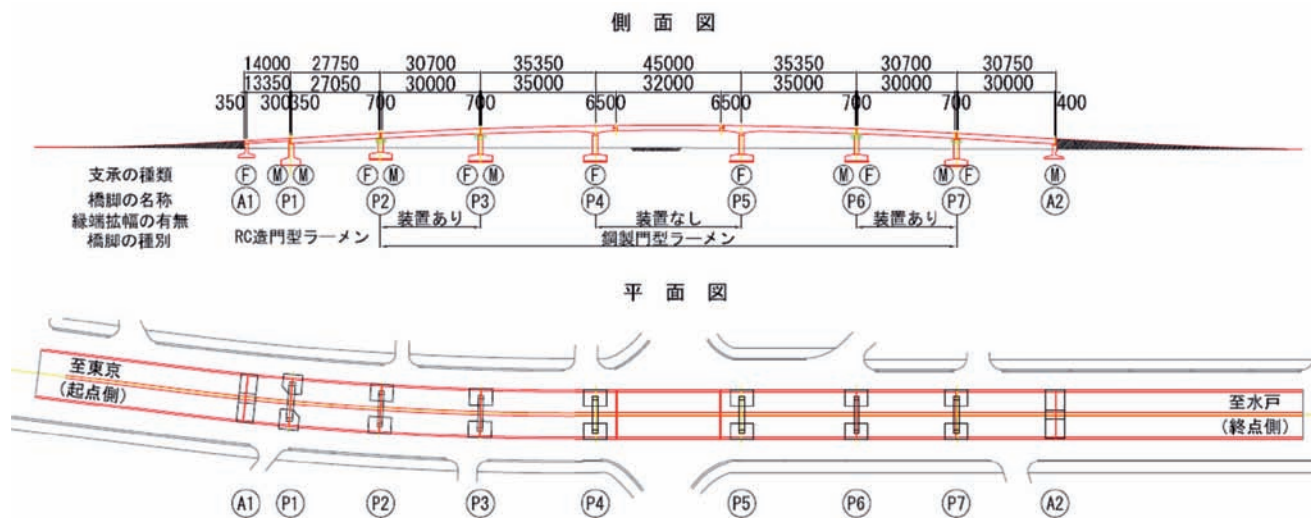 側 面 図
14000 27750 30700 35350 45000 35350 30700 30750
13350 27050 30000 35000 32000 35000 30000 30000
350 300 350 700 700 6500 6500 700 700 400
支承の種類 F M M F M F M F F M F M F M
橋脚の名称 A1 P1 P2 P3 P4 P5 P6 P7 A2
縁端拡幅の有無 装置あり 装置なし 装置あり
橋脚の種別 RC造門型ラーメン 鋼製門型ラーメン
平 面 図
至東京
(起点側)
至水戸
(終点側)
A1 P1 P2 P3 P4 P5 P6 P7 A2